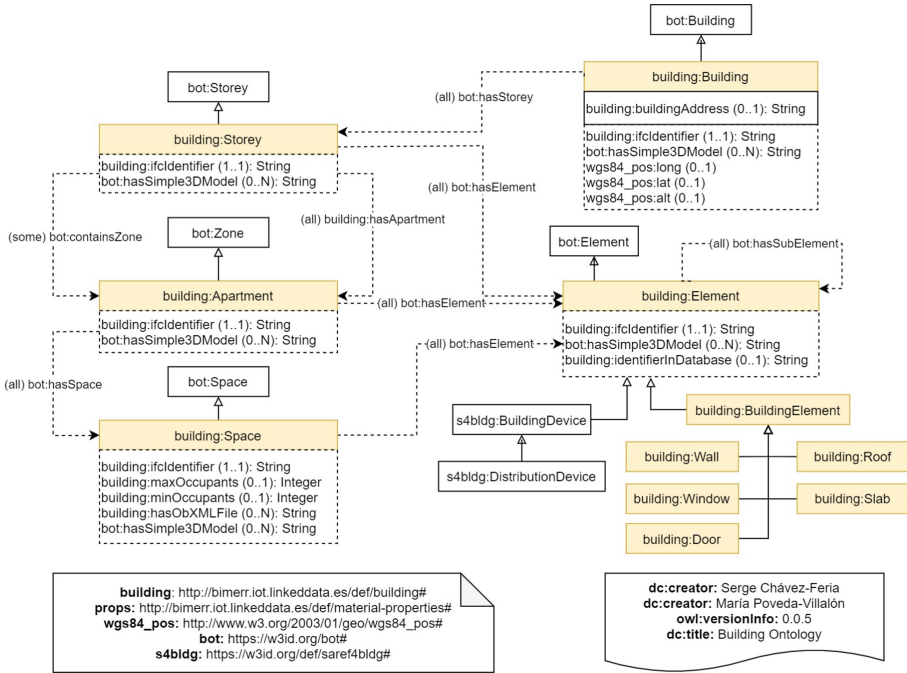 bot:Building
building:Building
building:buildingAddress (0..1): String
building:ifcIdentifier (1..1): String
bot:hasSimple3DModel (0..N): String
wgs84_pos:long (0..1)
wgs84_pos:lat (0..1)
wgs84_pos:alt (0..1)
(all) bot:hasStorey
bot:Storey
building:Storey
building:ifcIdentifier (1..1): String
bot:hasSimple3DModel (0..N): String
(all) bot:hasElement
(all) building:hasApartment
(some) bot:containsZone
bot:Zone
building:Apartment
building:ifcIdentifier (1..1): String
bot:hasSimple3DModel (0..N): String
(all) bot:hasElement
bot:Element
(all) bot:hasSubElement
building:Element
building:ifcIdentifier (1..1): String
bot:hasSimple3DModel (0..N): String
building:identifierInDatabase (0..1): String
(all) bot:hasElement
(all) bot:hasSpace
bot:Space
building:Space
building:ifcIdentifier (1..1): String
building:maxOccupants (0..1): Integer
building:minOccupants (0..1): Integer
building:hasObXMLFile (0..N): String
bot:hasSimple3DModel (0..N): String
s4bldg:BuildingDevice
s4bldg:DistributionDevice
building:BuildingElement
building:Wall
building:Roof
building:Window
building:Slab
building:Door
building: http://bimerr.iot.linkeddata.es/def/building#
props: http://bimerr.iot.linkeddata.es/def/material-properties#
wgs84_pos: http://www.w3.org/2003/01/geo/wgs84_pos#
bot: https://w3id.org/bot#
s4bldg: https://w3id.org/def/saref4bldg#
dc:creator: Serge Chávez-Feria
dc:creator: María Poveda-Villalón
owl:versionInfo: 0.0.5
dc:title: Building Ontology